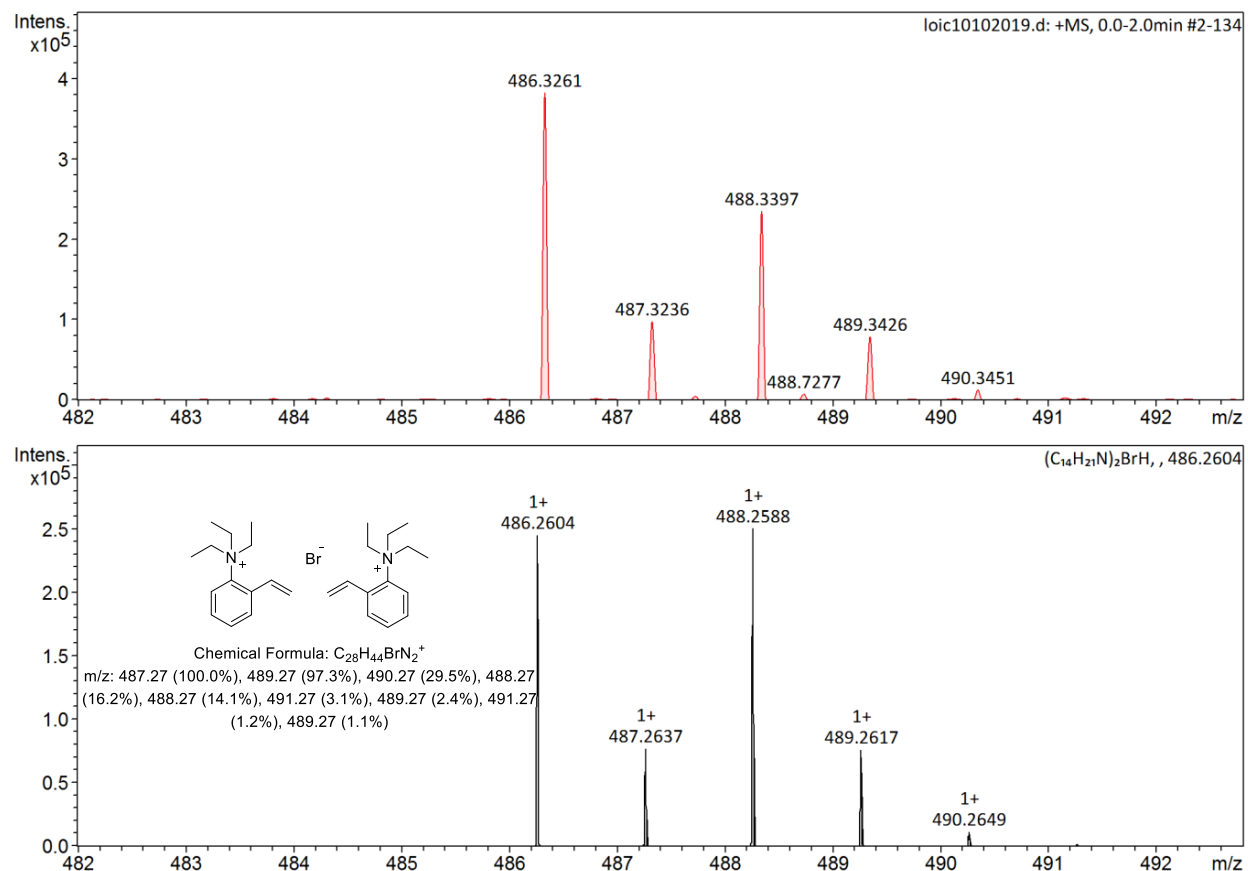 Intens.
x10⁵
loic10102019.d: +MS, 0.0-2.0min #2-134
4
3
2
1
0
486.3261
487.3236
488.3397
488.7277
489.3426
490.3451
482 483 484 485 486 487 488 489 490 491 492 m/z
Intens.
x10⁵
(C₁₄H₂₁N)₂BrH, , 486.2604
2.5
2.0
1.5
1.0
0.5
0.0
1+
486.2604
1+
487.2637
1+
488.2588
1+
489.2617
1+
490.2649
N +
Br⁻
N +
Chemical Formula: C₂₈H₄₄BrN₂⁺
m/z: 487.27 (100.0%), 489.27 (97.3%), 490.27 (29.5%), 488.27
(16.2%), 488.27 (14.1%), 491.27 (3.1%), 489.27 (2.4%), 491.27
(1.2%), 489.27 (1.1%)
482 483 484 485 486 487 488 489 490 491 492 m/z